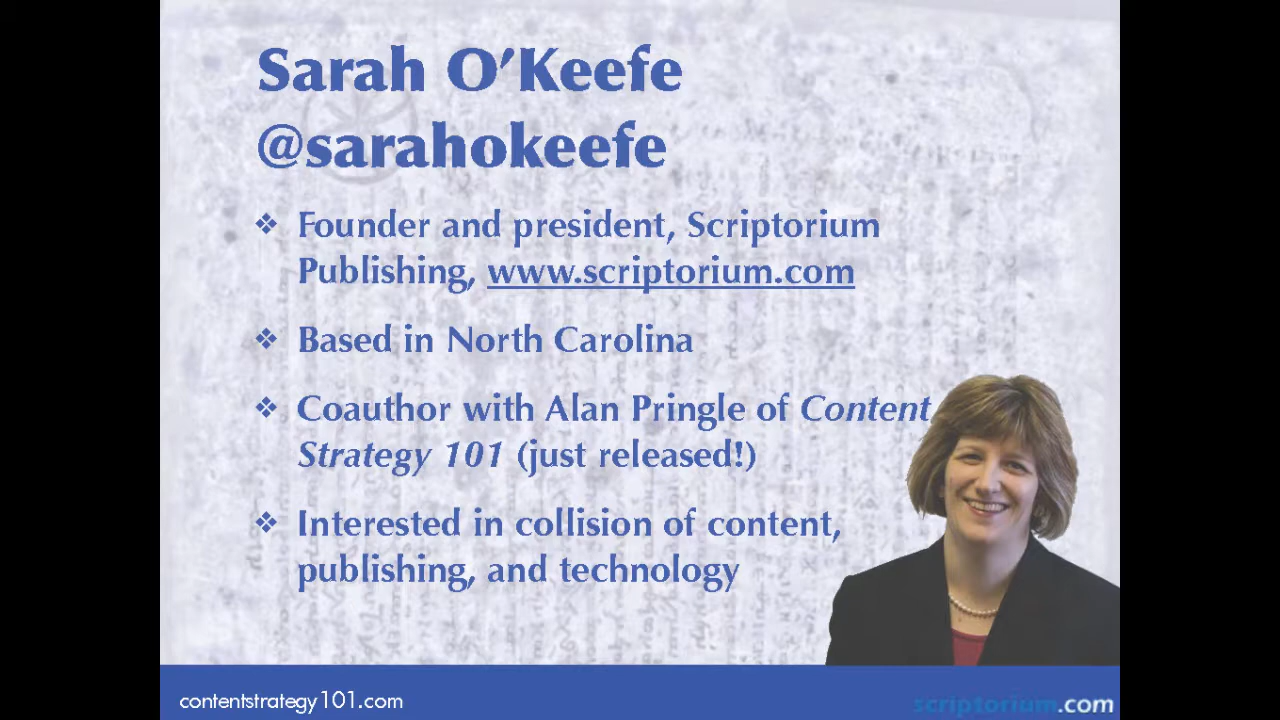 Sarah O’Keefe
@sarahokeefe
❖ Founder and president, Scriptorium
Publishing, www.scriptorium.com
❖ Based in North Carolina
❖ Coauthor with Alan Pringle of Content
Strategy 101 (just released!)
❖ Interested in collision of content,
publishing, and technology
contentstrategy101.com
scriptorium.com